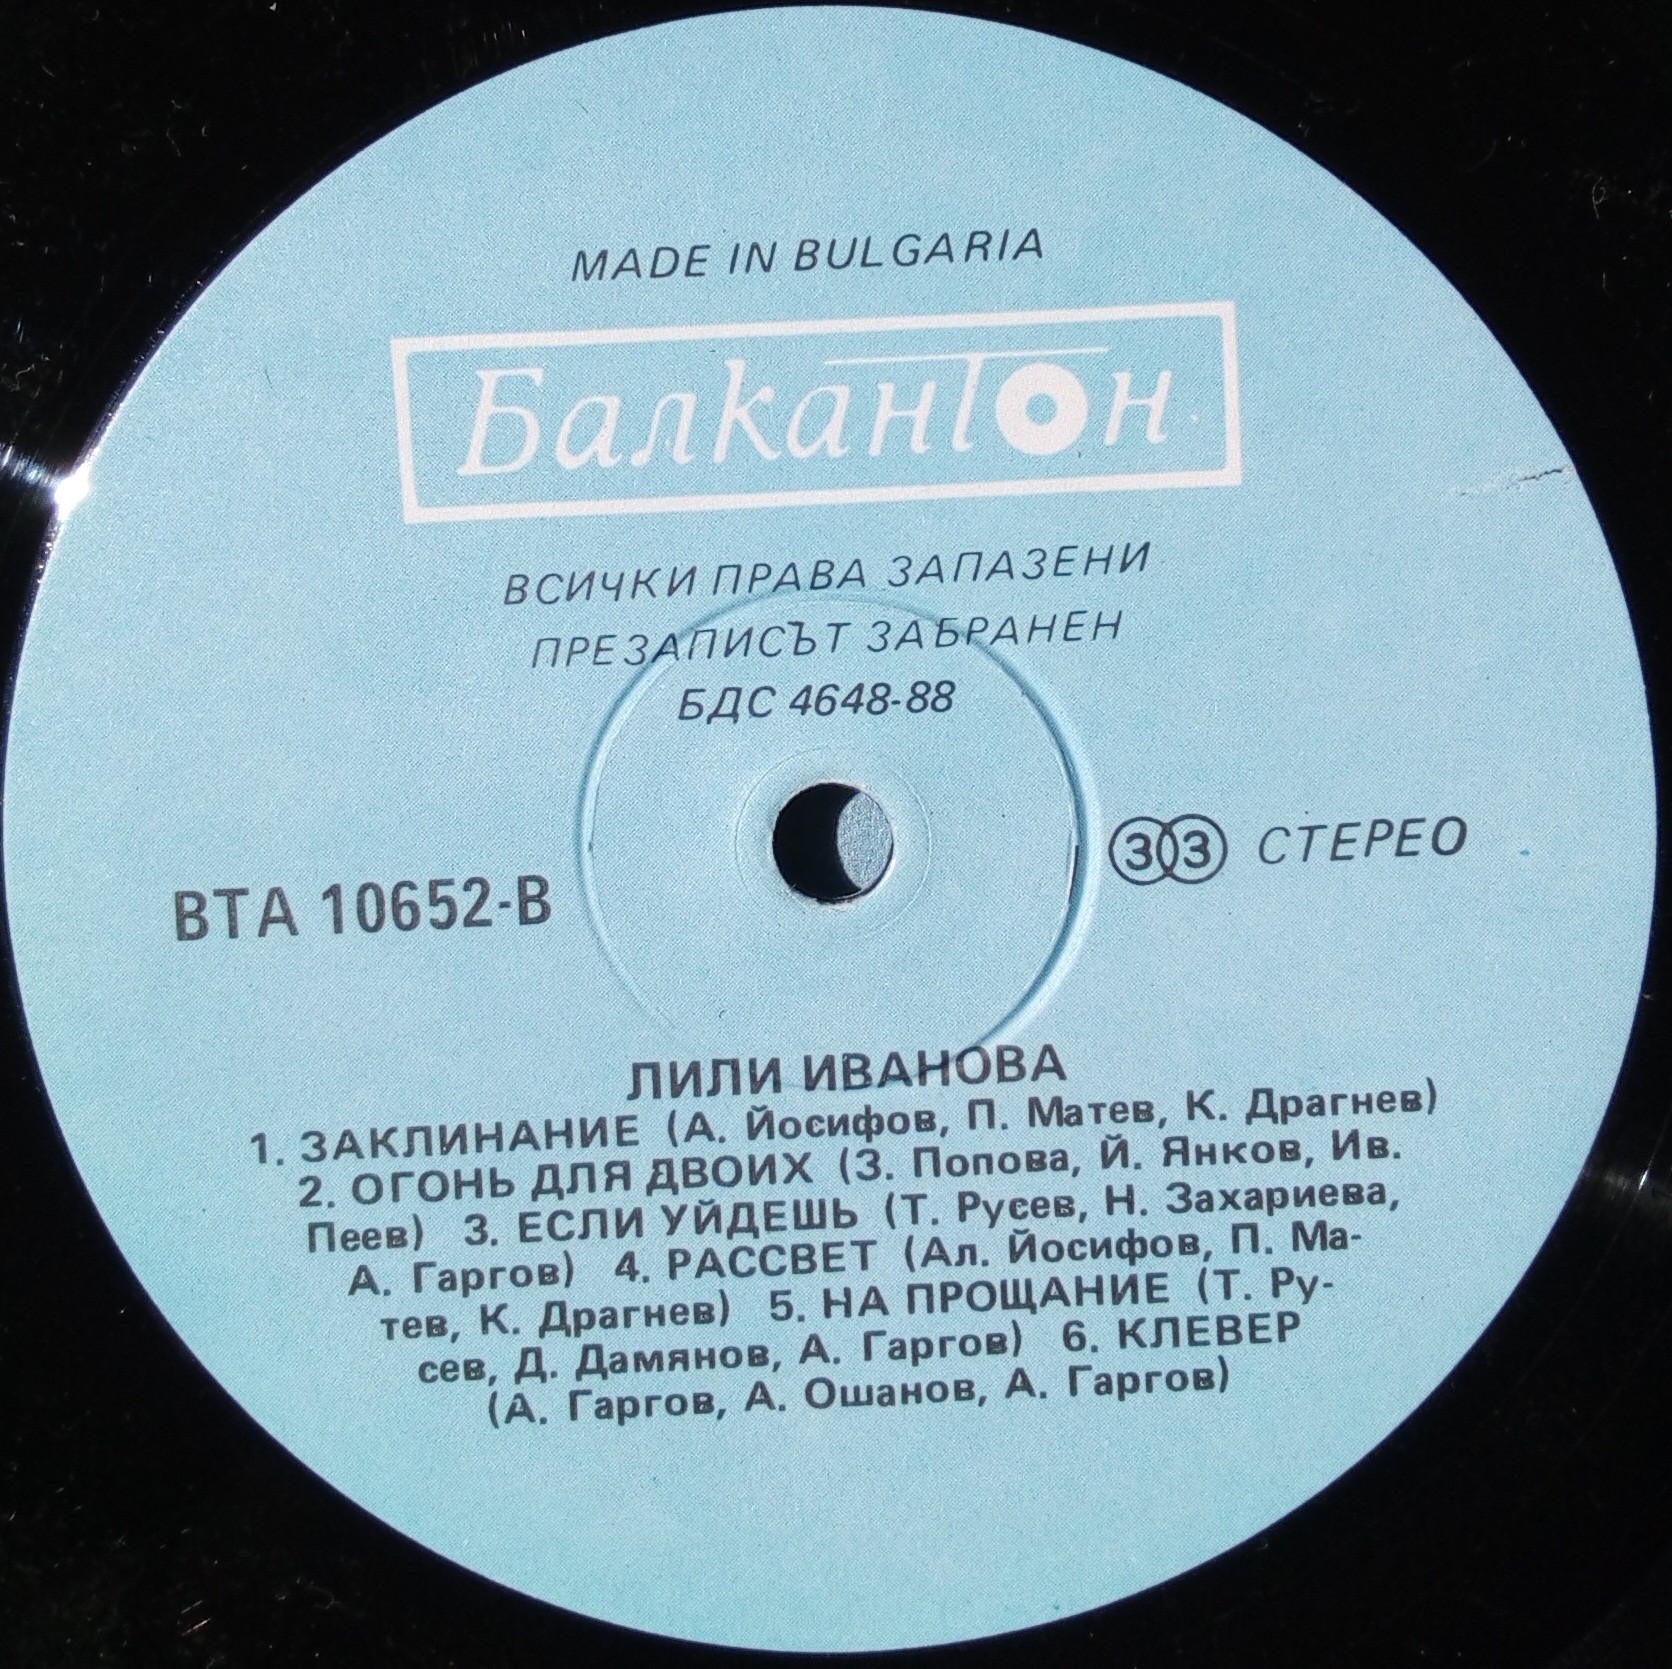 MADE IN BULGARIA
Балкантон
ВСИЧКИ ПРАВА ЗАПАЗЕНИ
ПРЕЗАПИСЪТ ЗАБРАНЕН
БДС 4648-88
ВТА 10652-В
33 СТЕРЕО
ЛИЛИ ИВАНОВА
1. ЗАКЛИНАНИЕ (А. Йосифов, П. Матев, К. Драгнев)
2. ОГОНЬ ДЛЯ ДВОИХ (З. Попова, Й. Янков, Ив.
Пеев) 3. ЕСЛИ УЙДЕШЬ (Т. Русев, Н. Захариева,
А. Гаргов) 4. РАССВЕТ (Ал. Йосифов, П. Ма-
тев, К. Драгнев) 5. НА ПРОЩАНИЕ (Т. Ру-
сев, Д. Дамянов, А. Гаргов) 6. КЛЕВЕР
(А. Гаргов, А. Ошанов, А. Гаргов)